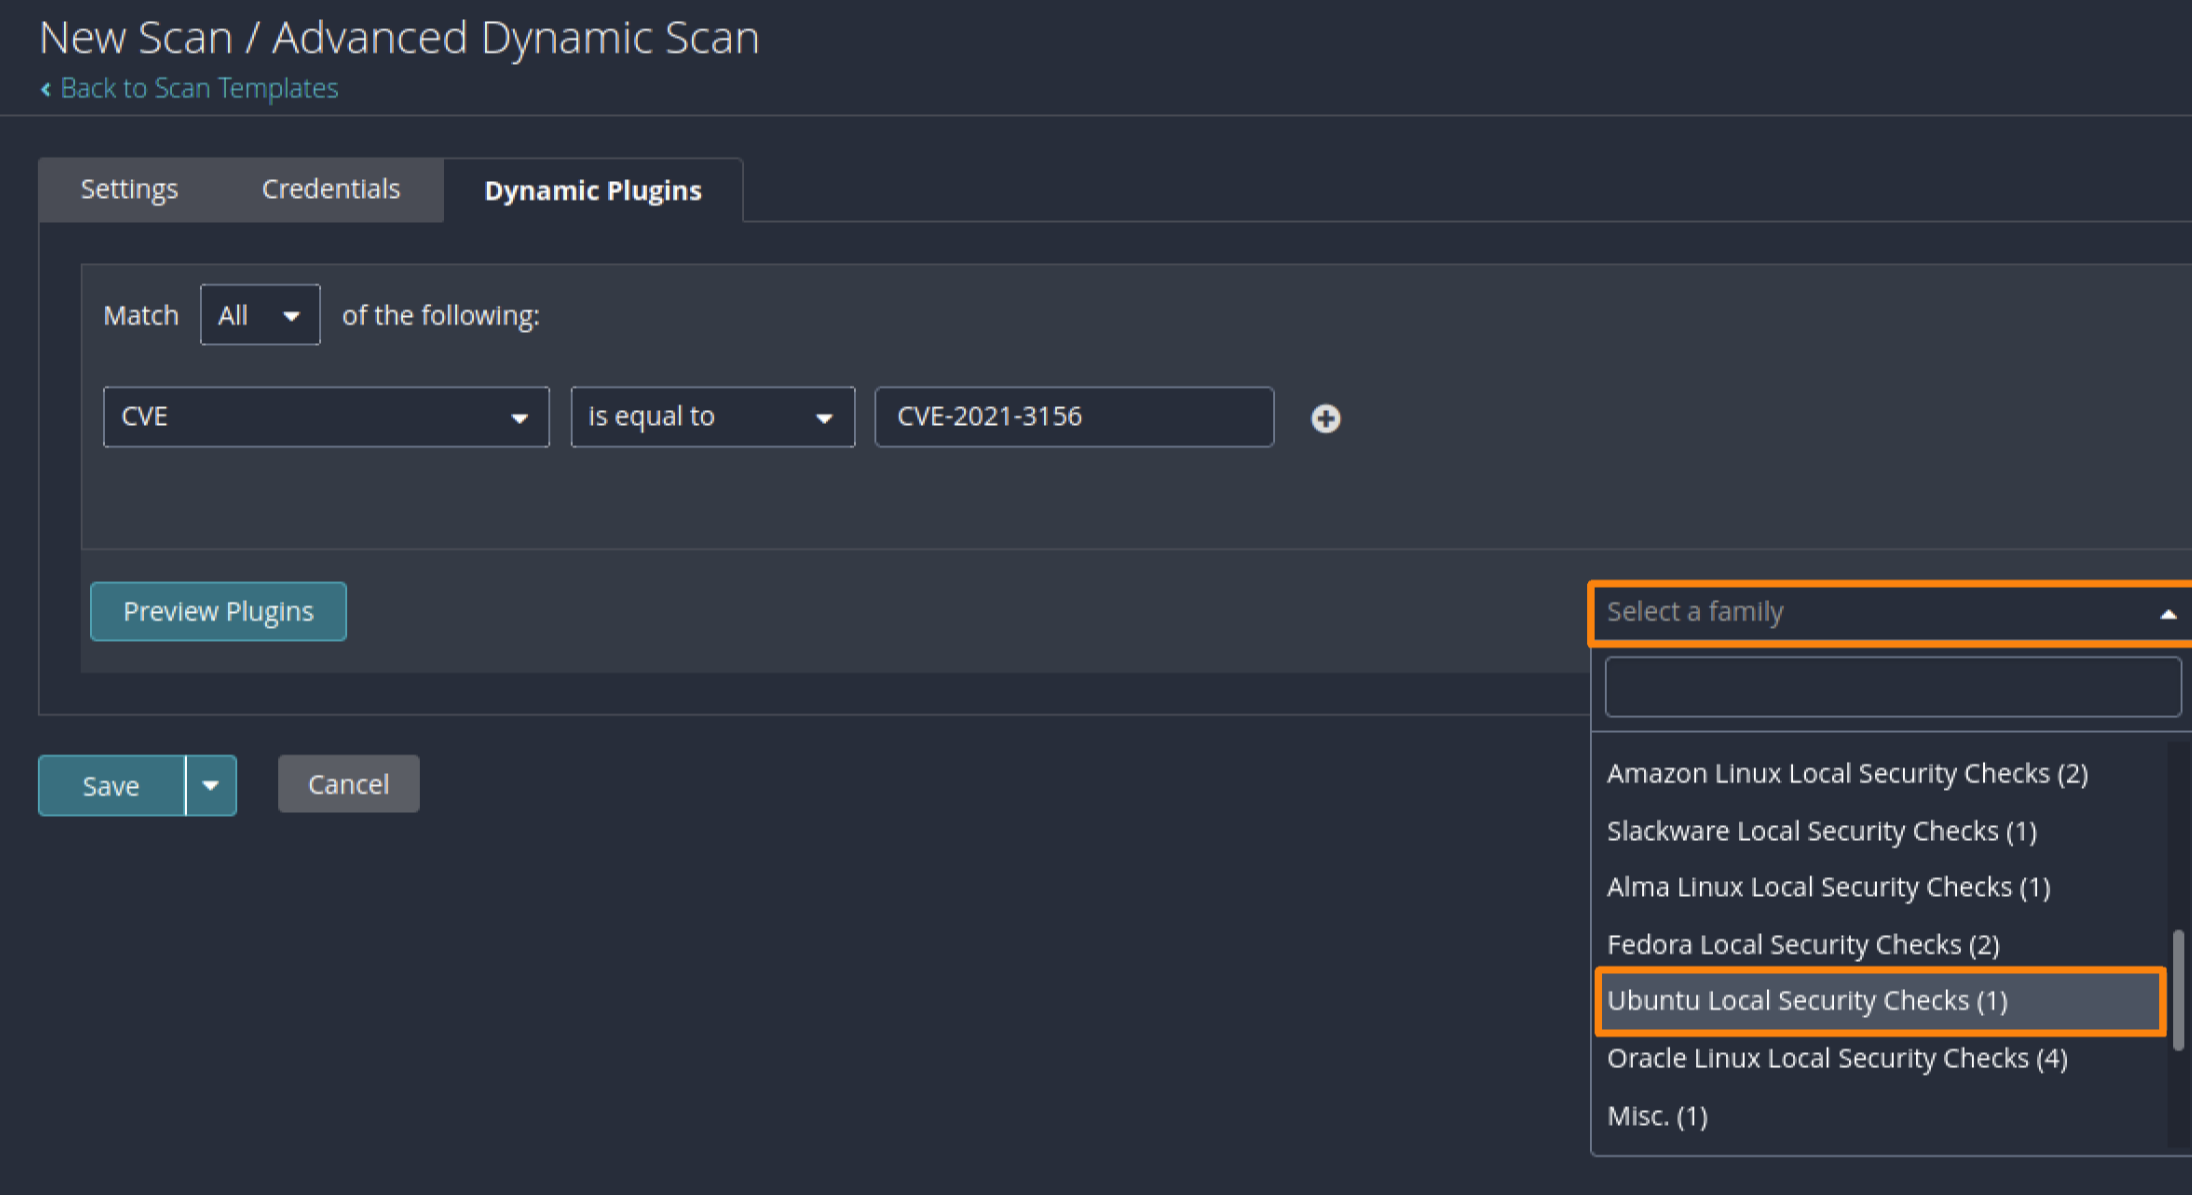 New Scan / Advanced Dynamic Scan
Back to Scan Templates
Settings
Credentials
Dynamic Plugins
Match All of the following:
CVE
is equal to
CVE-2021-3156
Preview Plugins
Select a family
Amazon Linux Local Security Checks (2)
Slackware Local Security Checks (1)
Alma Linux Local Security Checks (1)
Fedora Local Security Checks (2)
Ubuntu Local Security Checks (1)
Oracle Linux Local Security Checks (4)
Misc. (1)
Save
Cancel